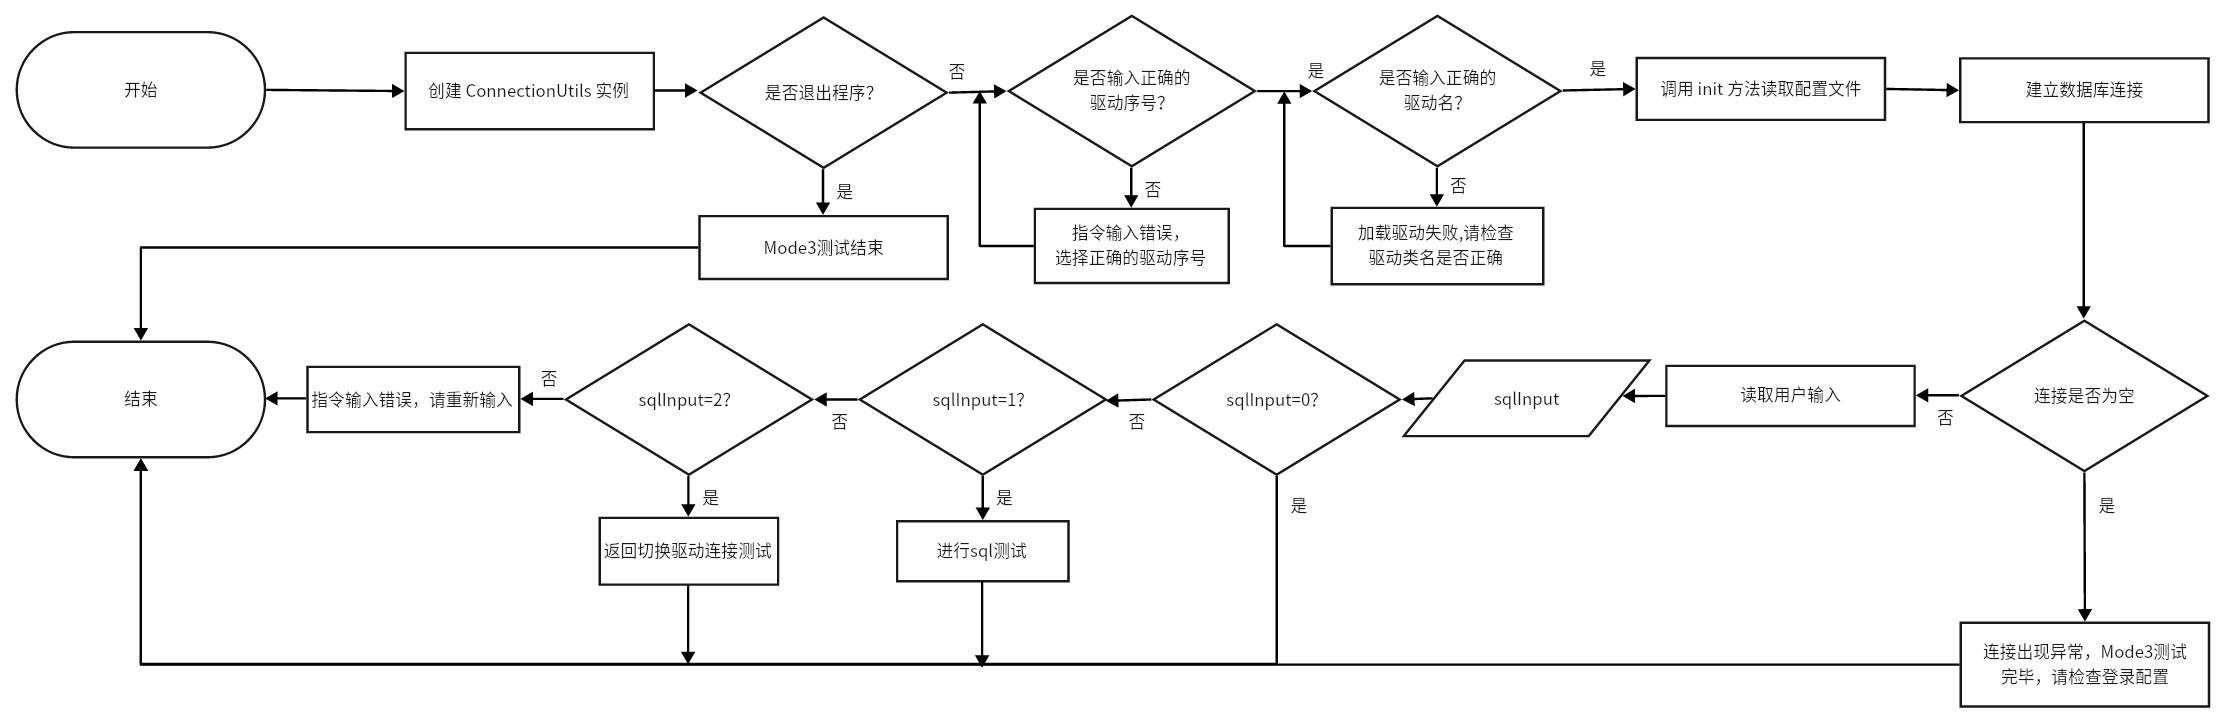 开始
创建 ConnectionUtils 实例
是否退出程序？
否
是否输入正确的
驱动序号？
是
是否输入正确的
驱动名？
是
调用 init 方法读取配置文件
建立数据库连接
是
否
否
Mode3测试结束
指令输入错误，
选择正确的驱动序号
加载驱动失败,请检查
驱动类名是否正确
结束
指令输入错误，请重新输入
否
sqlInput=2？
否
sqlInput=1？
否
sqlInput=0？
sqlInput
读取用户输入
否
连接是否为空
是
是
是
是
返回切换驱动连接测试
进行sql测试
连接出现异常，Mode3测试
完毕，请检查登录配置